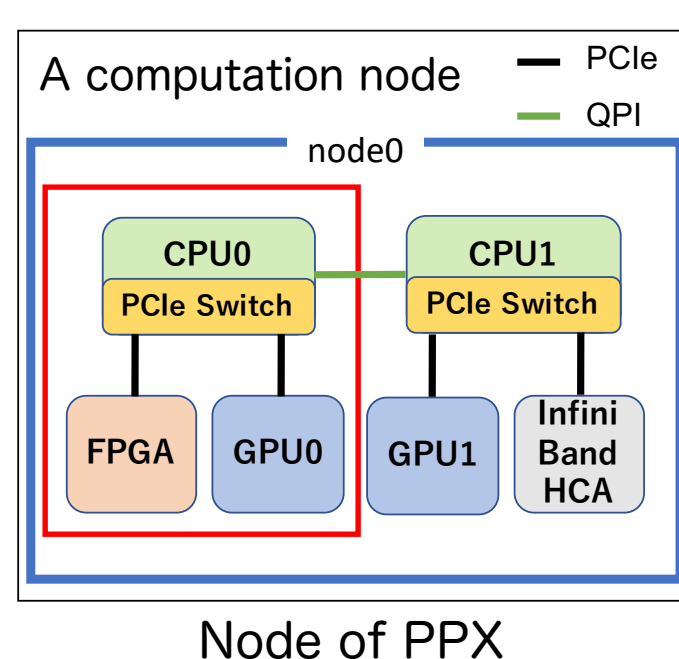 A computation node
PCIe
QPI
node0
CPU0
PCIe Switch
CPU1
PCIe Switch
FPGA
GPU0
GPU1
Infini
Band
HCA
Node of PPX